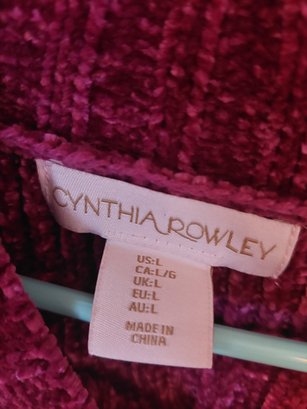 CYNTHIA ROWLEY
US:L
CA:L/G
UK:L
EU:L
AU:L
MADE IN
CHINA